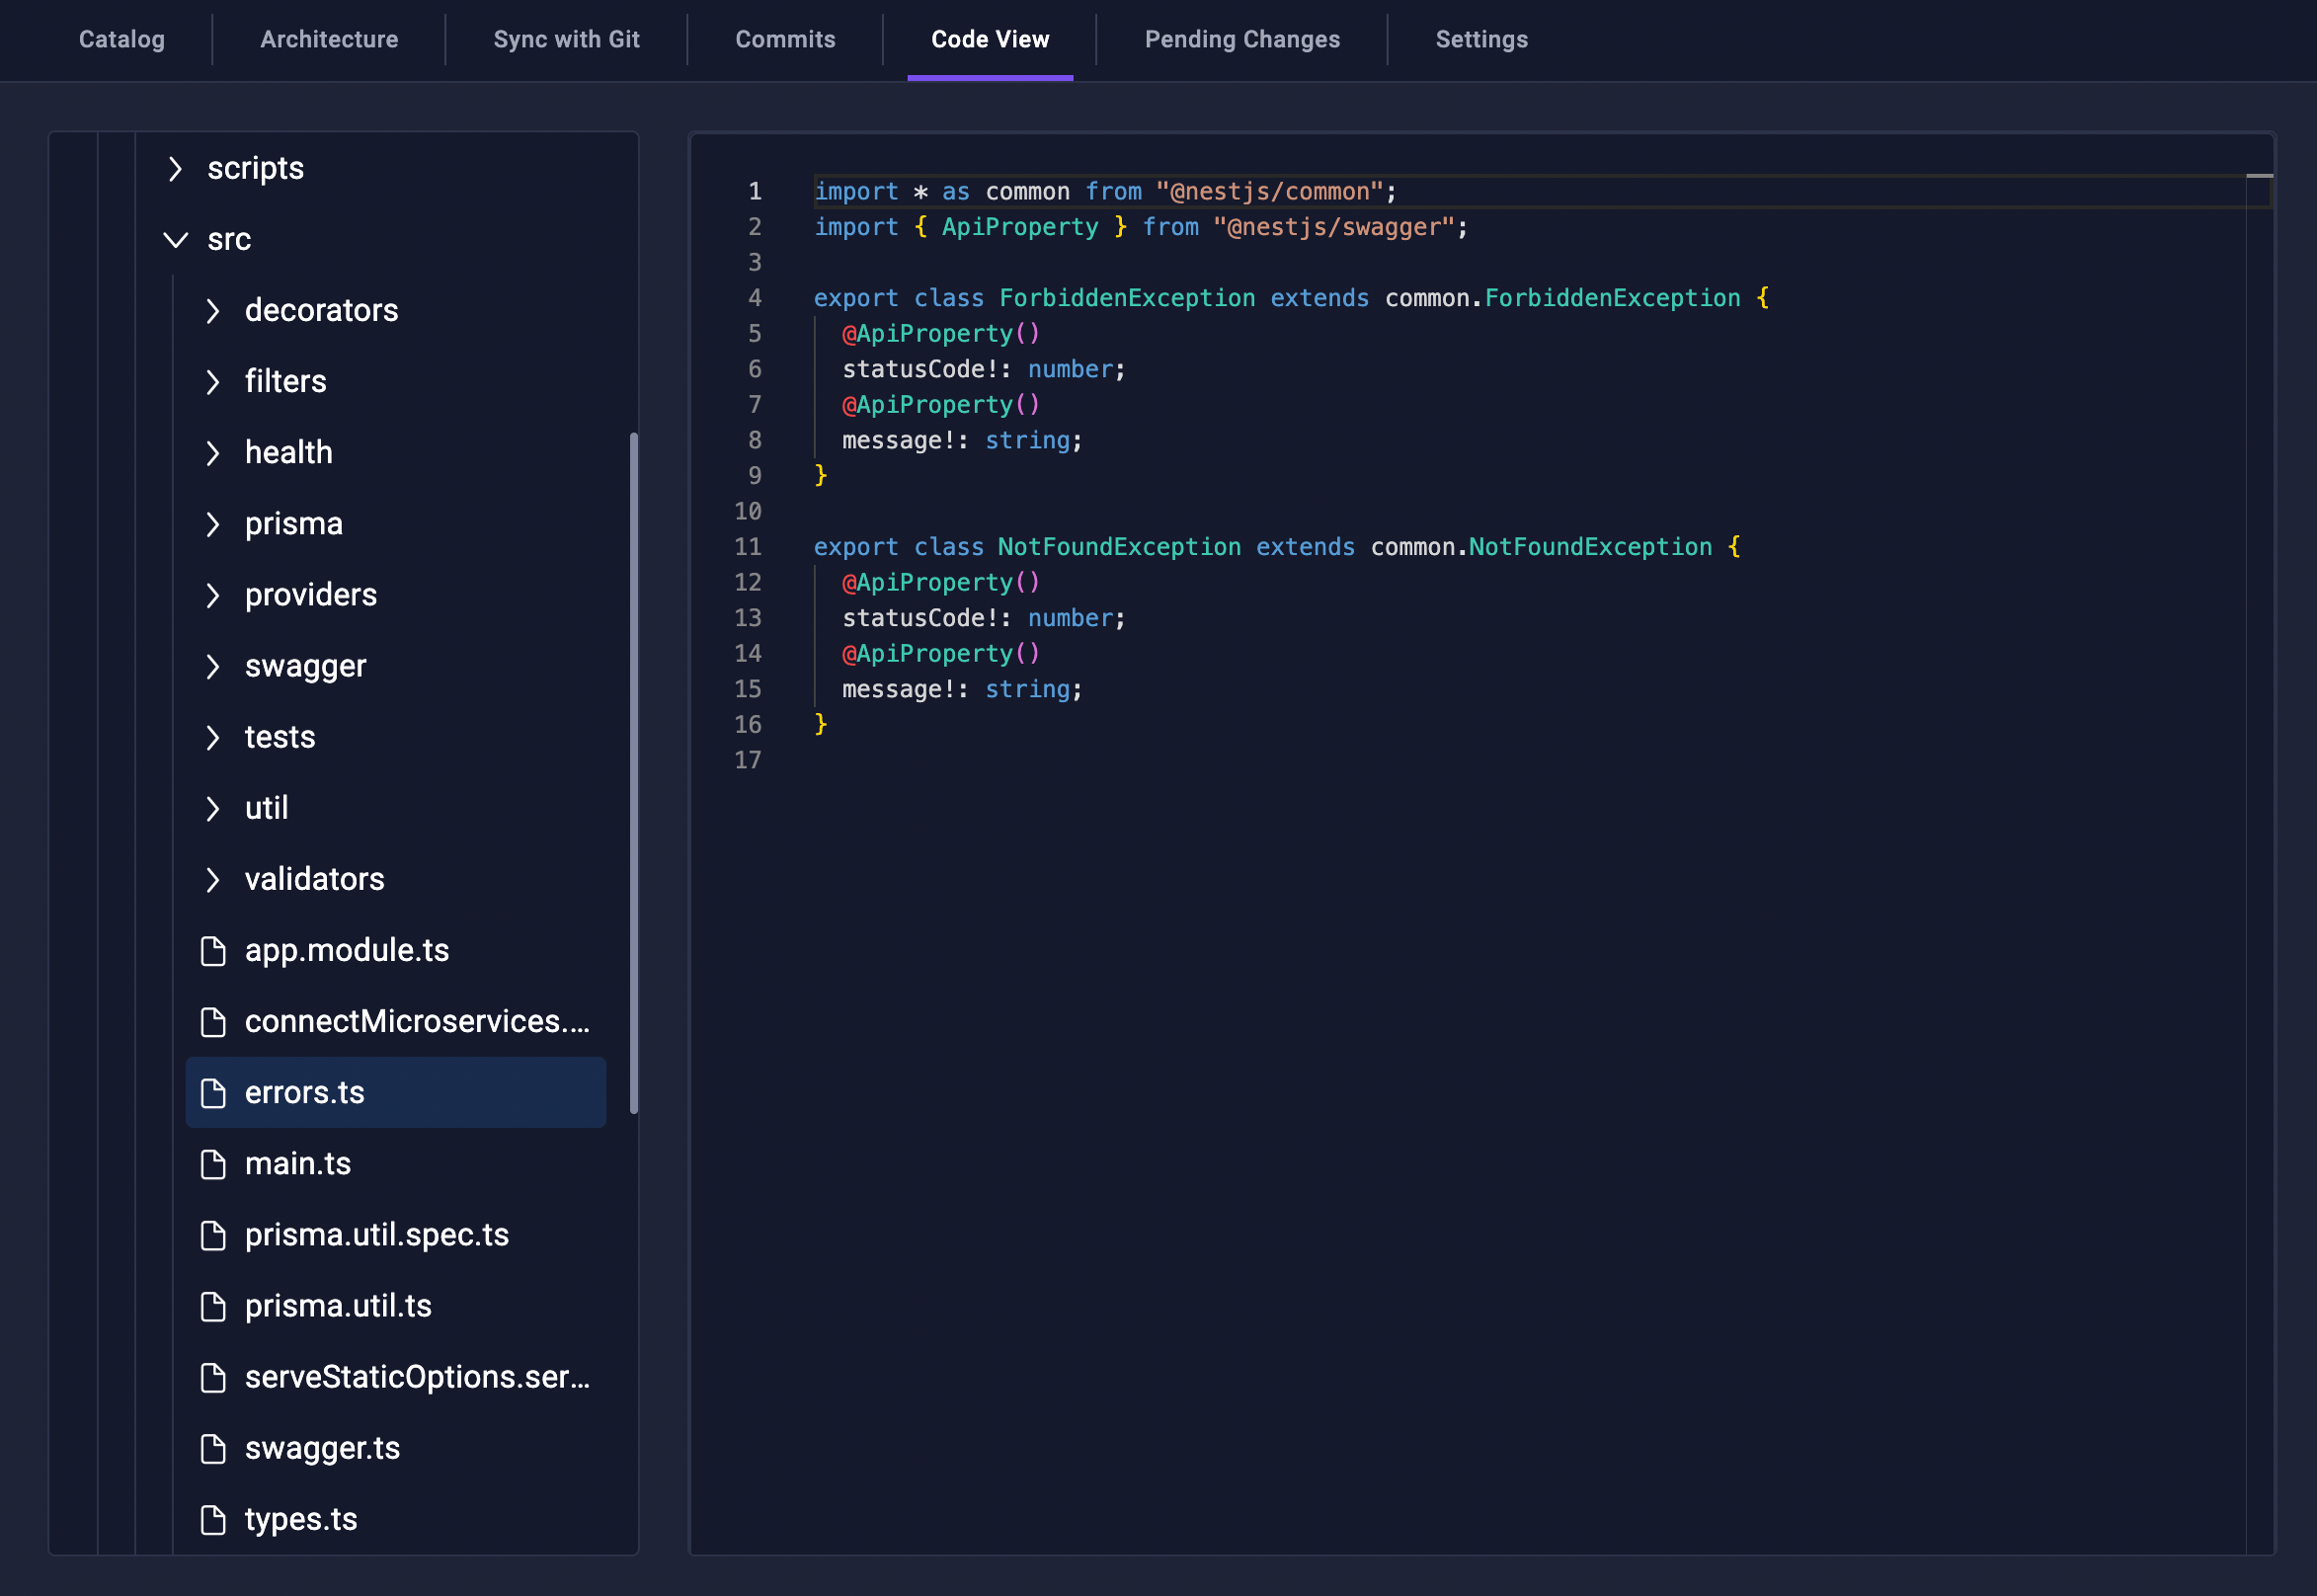 Catalog
Architecture
Sync with Git
Commits
Code View
Pending Changes
Settings
scripts
src
decorators
filters
health
prisma
providers
swagger
tests
util
validators
app.module.ts
connectMicroservices....
errors.ts
main.ts
prisma.util.spec.ts
prisma.util.ts
serveStaticOptions.ser...
swagger.ts
types.ts
1 import * as common from "@nestjs/common";
2 import { ApiProperty } from "@nestjs/swagger";
3
4 export class ForbiddenException extends common.ForbiddenException {
5   @ApiProperty()
6   statusCode!: number;
7   @ApiProperty()
8   message!: string;
9 }
10
11 export class NotFoundException extends common.NotFoundException {
12   @ApiProperty()
13   statusCode!: number;
14   @ApiProperty()
15   message!: string;
16 }
17